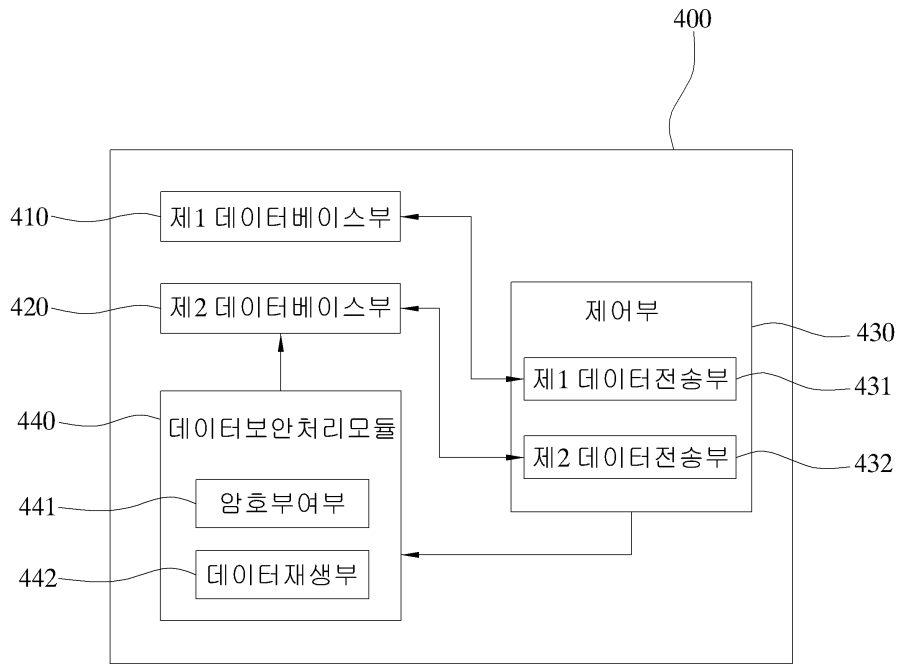 400
410
제1 데이터베이스부
420
제2 데이터베이스부
제어부
430
제1 데이터전송부
431
440
데이터보안처리모듈
제2 데이터전송부
432
441
암호부여부
442
데이터재생부